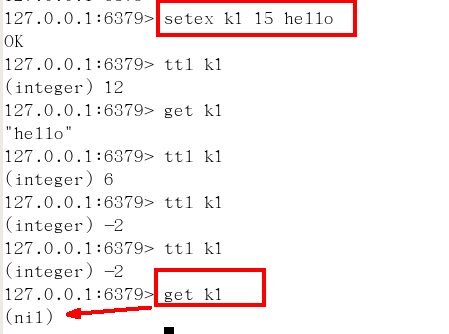 127.0.0.1:6379> setex k1 15 hello
OK
127.0.0.1:6379> ttl k1
(integer) 12
127.0.0.1:6379> get k1
"hello"
127.0.0.1:6379> ttl k1
(integer) 6
127.0.0.1:6379> ttl k1
(integer) -2
127.0.0.1:6379> ttl k1
(integer) -2
127.0.0.1:6379> get k1
(nil)